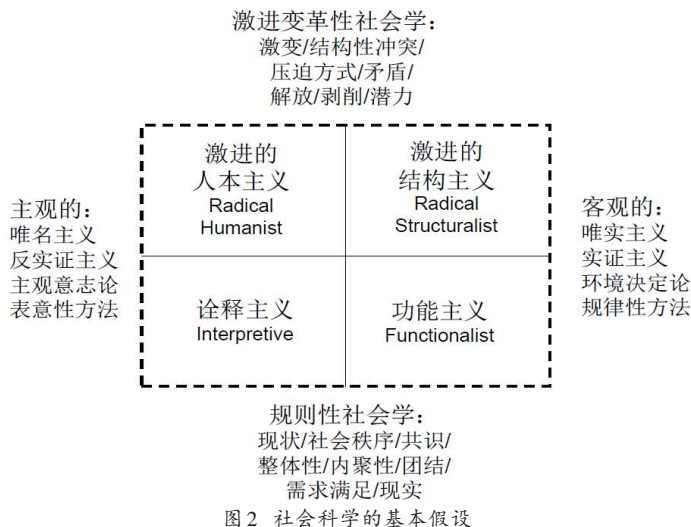 激进变革性社会学：
激变/结构性冲突/
压迫方式/矛盾/
解放/剥削/潜力
激进的
人本主义
Radical
Humanist
激进的
结构主义
Radical
Structuralist
主观的：
唯名主义
反实证主义
主观意志论
表意性方法
客观的：
唯实主义
实证主义
环境决定论
规律性方法
诠释主义
Interpretive
功能主义
Functionalist
规则性社会学：
现状/社会秩序/共识/
整体性/内聚性/团结/
需求满足/现实
图2 社会科学的基本假设